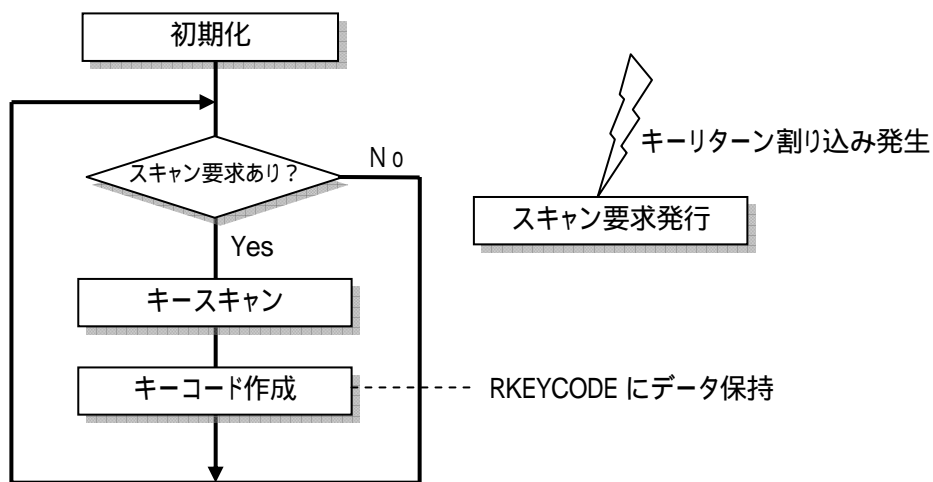 初期化
スキャン要求あり？
No
Yes
キースキャン
キーコード作成
RKEYCODE にデータ保持
キーリターン割り込み発生
スキャン要求発行